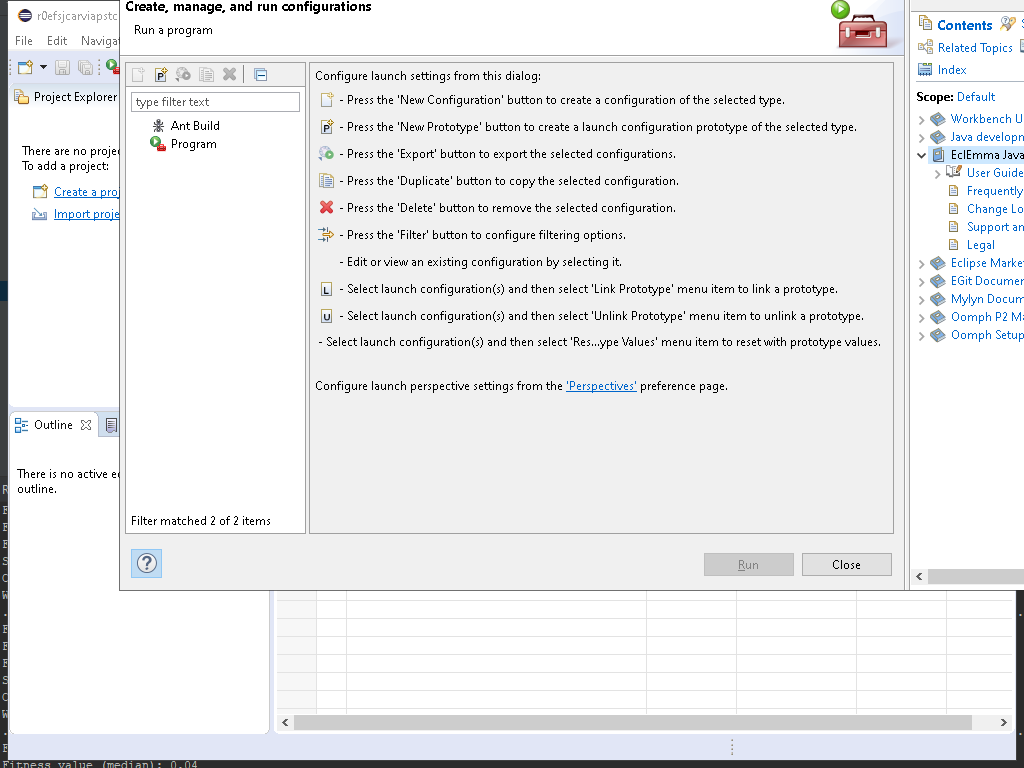 Create, manage, and run configurations
Run a program
r0efsjcarviapstc
File Edit Naviga
Project Explorer
There are no proje
To add a project:
Create a proj
Import proje
type filter text
Ant Build
Program
Filter matched 2 of 2 items
Configure launch settings from this dialog:
- Press the 'New Configuration' button to create a configuration of the selected type.
- Press the 'New Prototype' button to create a launch configuration prototype of the selected type.
- Press the 'Export' button to export the selected configurations.
- Press the 'Duplicate' button to copy the selected configuration.
- Press the 'Delete' button to remove the selected configuration.
- Press the 'Filter' button to configure filtering options.
- Edit or view an existing configuration by selecting it.
- Select launch configuration(s) and then select 'Link Prototype' menu item to link a prototype.
- Select launch configuration(s) and then select 'Unlink Prototype' menu item to unlink a prototype.
- Select launch configuration(s) and then select 'Res...ype Values' menu item to reset with prototype values.
Configure launch perspective settings from the 'Perspectives' preference page.
Run
Close
Contents
Related Topics
Index
Scope: Default
Workbench U
Java developm
EclEmma Java
User Guide
Frequently
Change Lo
Support an
Legal
Eclipse Marke
EGit Documen
Mylyn Docum
Oomph P2 Ma
Oomph Setup
Outline
There is no active ed
outline.
Fitness value (median): 0.04